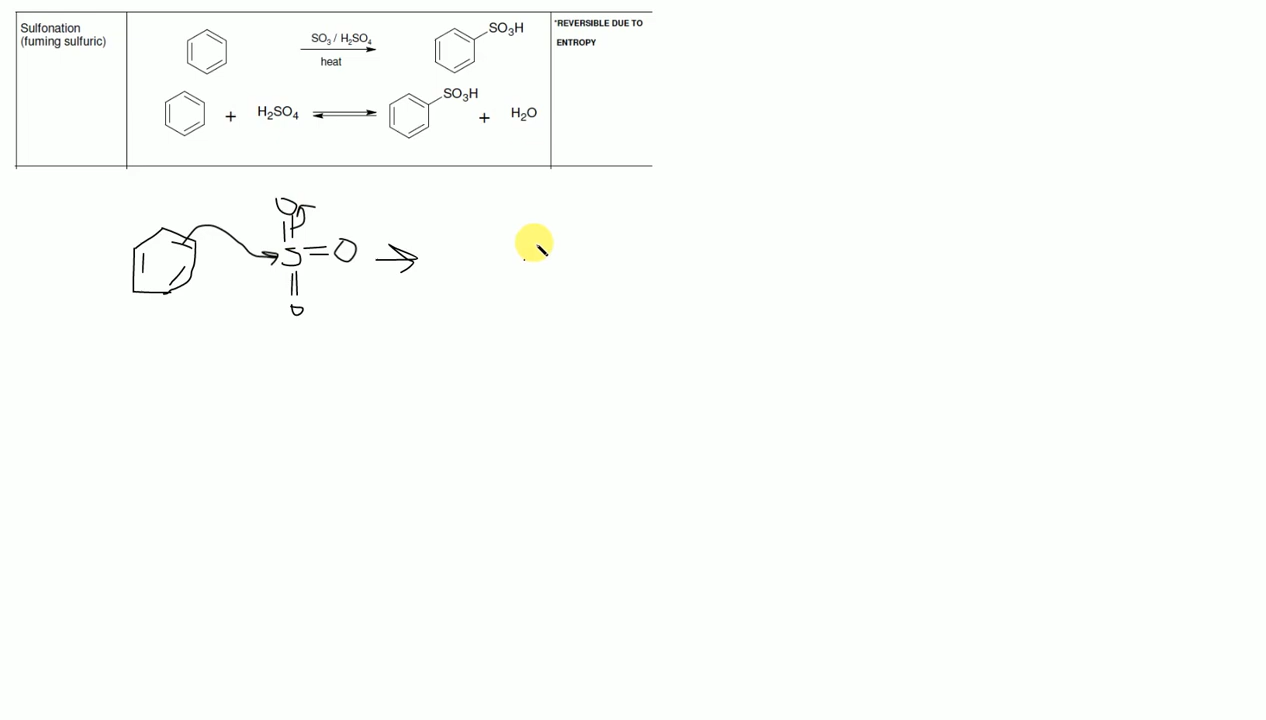 Sulfonation
(fuming sulfuric)
SO₃ / H₂SO₄
heat
SO₃H
*REVERSIBLE DUE TO
ENTROPY
+ H₂SO₄
SO₃H
+ H₂O
O
S=O
O